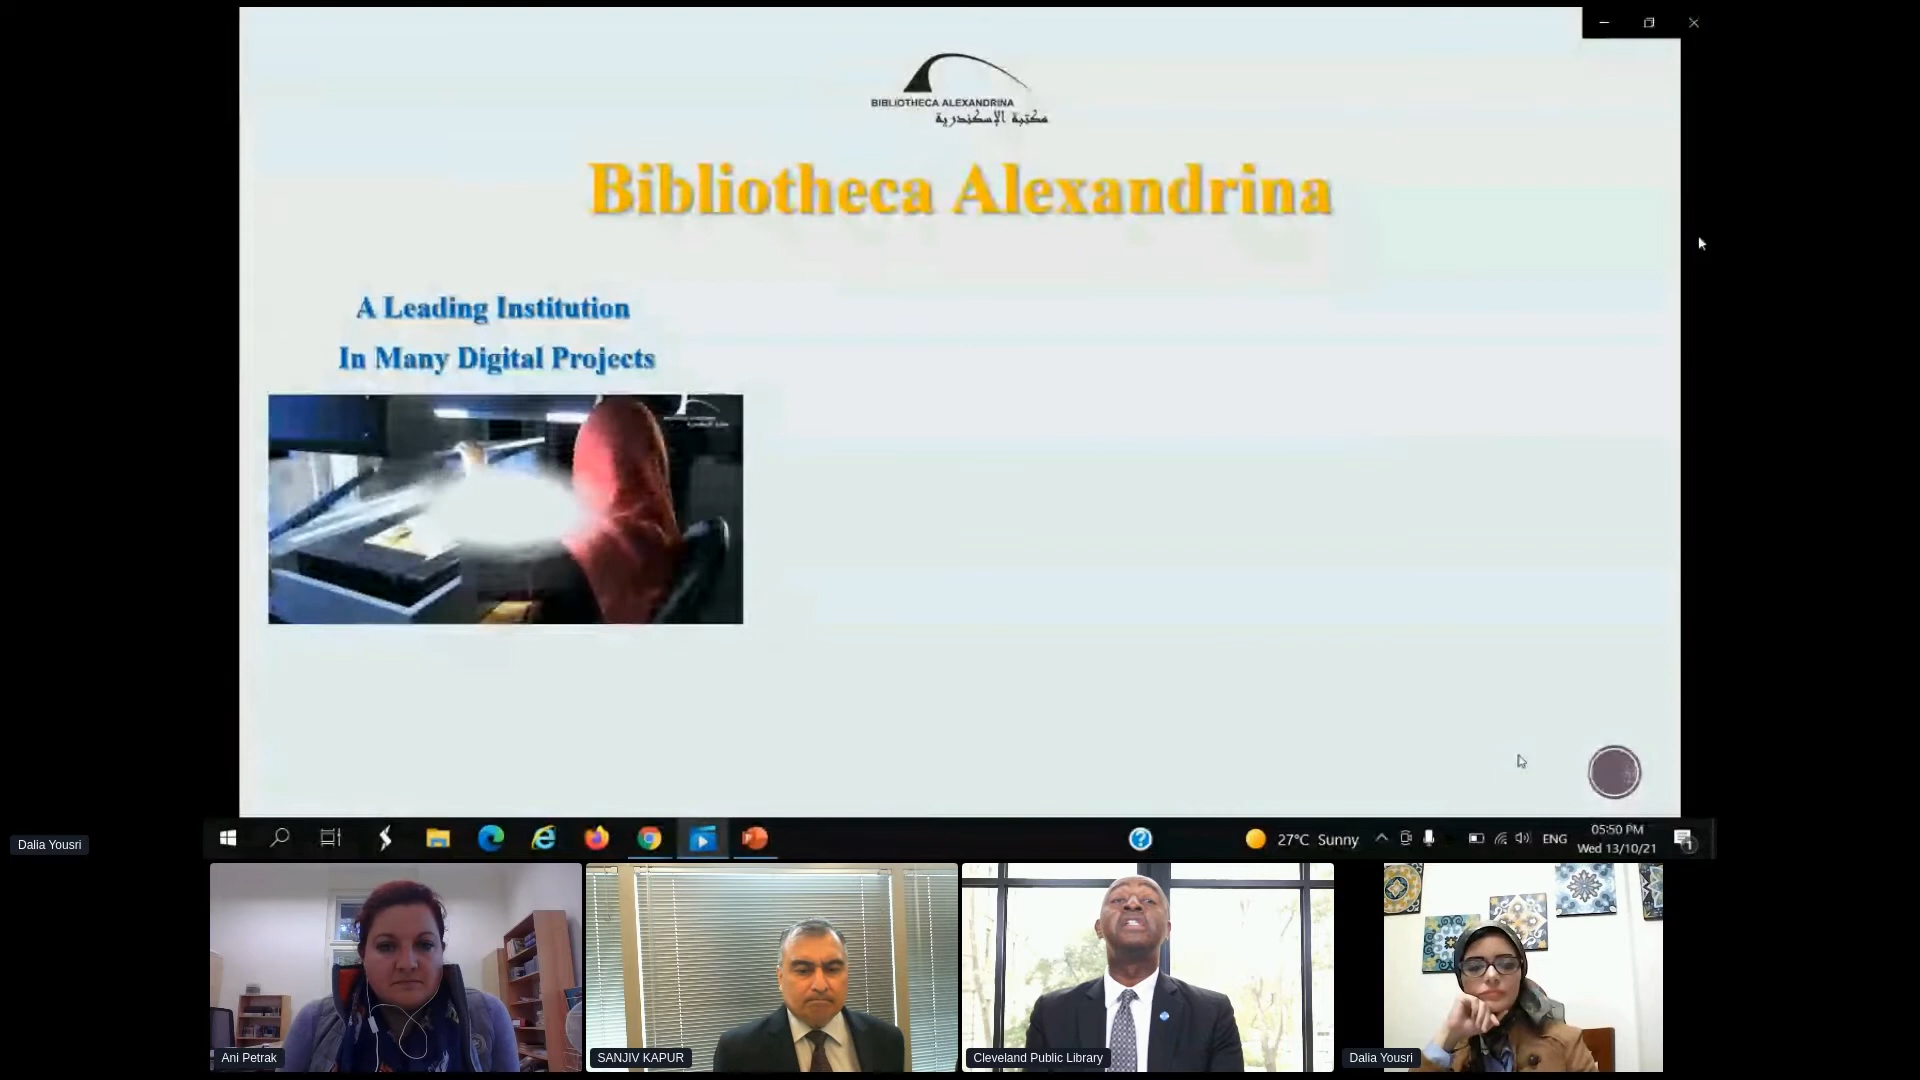 BIBLIOTHECA ALEXANDRINA
مكتبة الإسكندرية
Bibliotheca Alexandrina
A Leading Institution
In Many Digital Projects
27°C Sunny
ENG
05:50 PM
Wed 13/10/21
1
Dalia Yousri
Ani Petrak
SANJIV KAPUR
Cleveland Public Library
Dalia Yousri